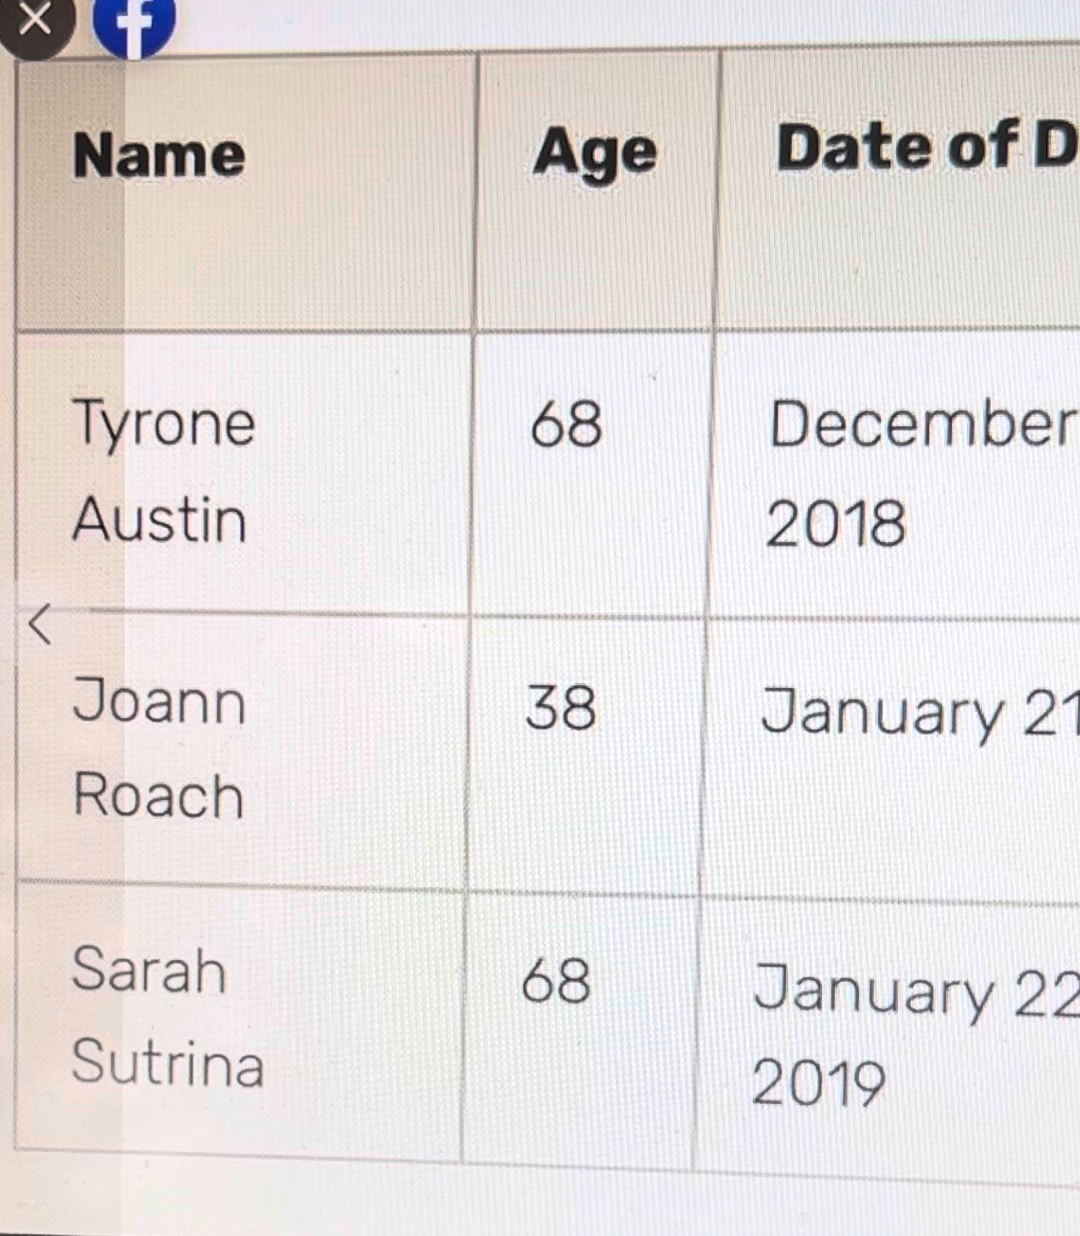 Name Age Date of D
Tyrone 68 December
Austin 2018
Joann 38 January 21
Roach
Sarah 68 January 22
Sutrina 2019